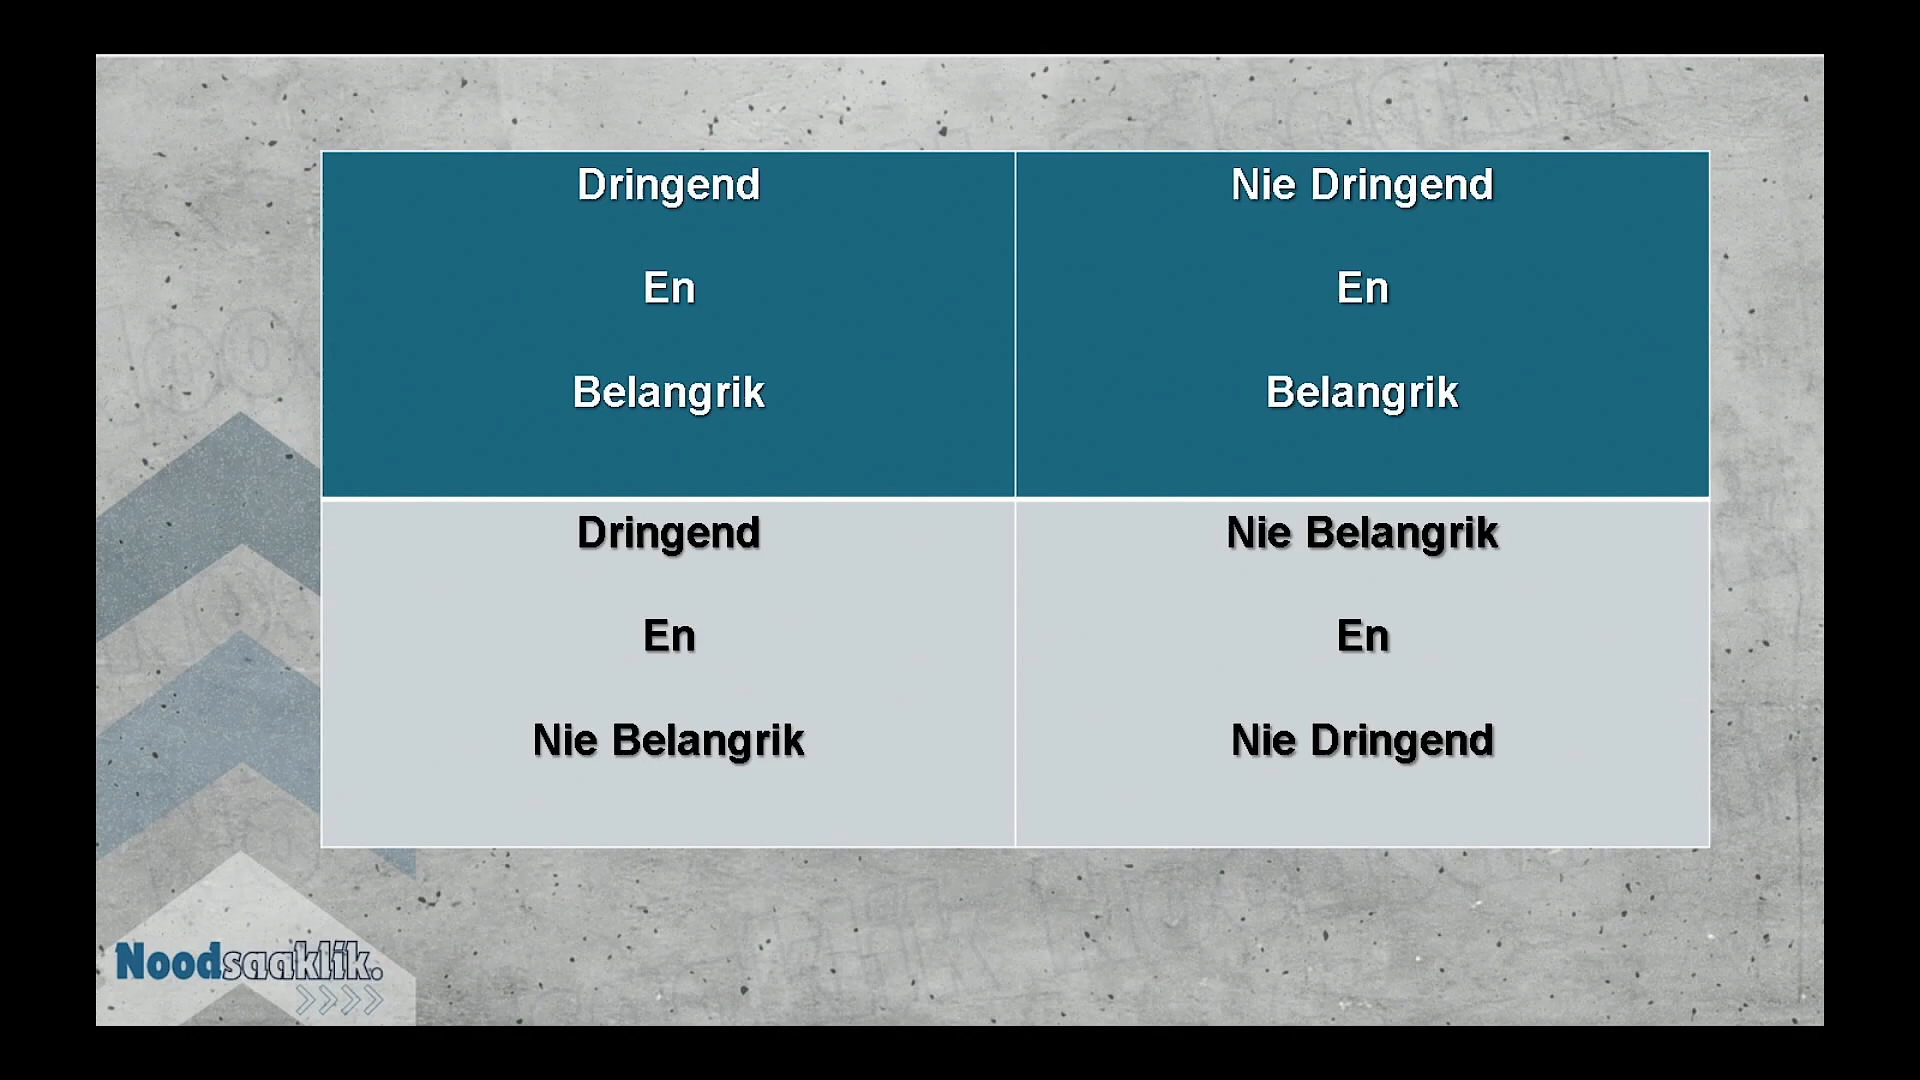 Dringend
En
Belangrik
Nie Dringend
En
Belangrik
Dringend
En
Nie Belangrik
Nie Belangrik
En
Nie Dringend
Noodsaaklik.